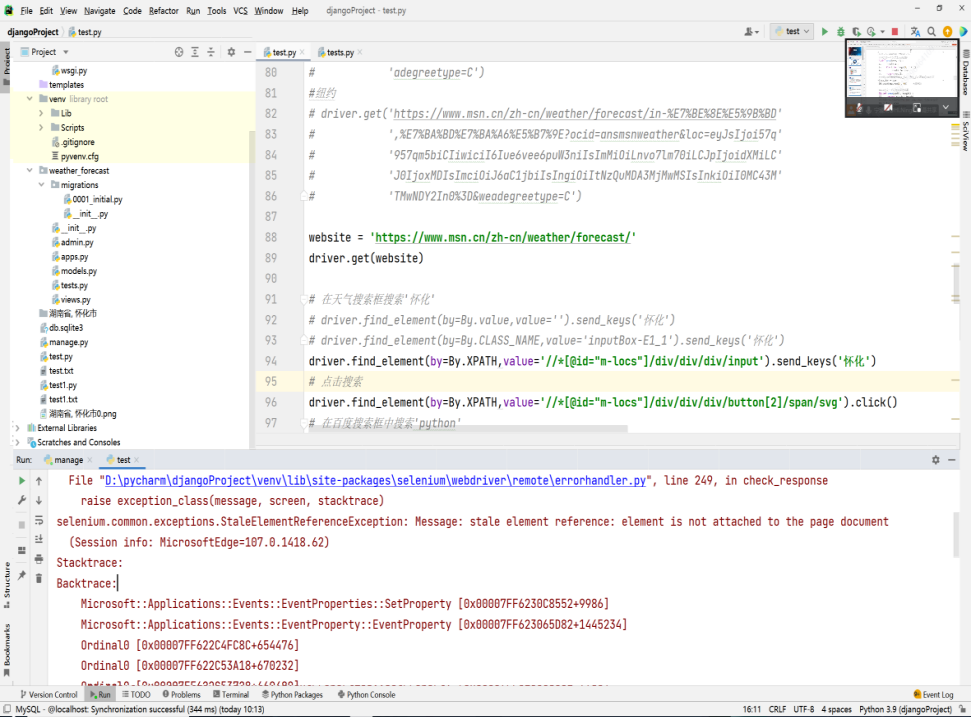 File Edit View Navigate Code Refactor Run Tools VCS Window Help djangoProject - test.py
djangoProject test.py
test
Project
test.py
tests.py
Project
wsgi.py
templates
venv library root
Lib
Scripts
.gitignore
pyvenv.cfg
weather_forecast
migrations
0001_initial.py
__init__.py
__init__.py
admin.py
apps.py
models.py
tests.py
views.py
湖南省, 怀化市
db.sqlite3
manage.py
test.py
test.txt
test1.py
test1.txt
湖南省, 怀化市0.png
External Libraries
Scratches and Consoles
80 # 'adegreetype=C')
81 #纽约
82 # driver.get('https://www.msn.cn/zh-cn/weather/forecast/in-%E7%BE%8E%E5%9B%BD'
83 # ',%E7%BA%BD%E7%BA%A6%E5%B7%9E?ocid=ansmsnweather&loc=eyJsIjoi57q'
84 # '957qm5biCIiwiciI6Iue6vee6puW3niIsImMiOiLnvo7lm70iLCJpIjoidXMiLC'
85 # 'J0IjoxMDIsImciOiJ6aC1jbiIsIngiOiItNzQuMDA3MjMwMSIsInkiOiI0MC43M'
86 # 'TMwNDY2In0%3D&weadegreetype=C')
87
88 website = 'https://www.msn.cn/zh-cn/weather/forecast/'
89 driver.get(website)
90
91 # 在天气搜索框搜索'怀化'
92 # driver.find_element(by=By.value,value='').send_keys('怀化')
93 # driver.find_element(by=By.CLASS_NAME,value='inputBox-E1_1').send_keys('怀化')
94 driver.find_element(by=By.XPATH,value='//*[@id="m-locs"]/div/div/div/input').send_keys('怀化')
95 # 点击搜索
96 driver.find_element(by=By.XPATH,value='//*[@id="m-locs"]/div/div/div/button[2]/span/svg').click()
97 # 在百度搜索框中搜索'python'
Database
SciView
Run: manage test
File "D:\pycharm\djangoProject\venv\lib\site-packages\selenium\webdriver\remote\errorhandler.py", line 249, in check_response
raise exception_class(message, screen, stacktrace)
selenium.common.exceptions.StaleElementReferenceException: Message: stale element reference: element is not attached to the page document
(Session info: MicrosoftEdge=107.0.1418.62)
Stacktrace:
Backtrace:
Microsoft::Applications::Events::EventProperties::SetProperty [0x00007FF6230C8552+9986]
Microsoft::Applications::Events::EventProperty::EventProperty [0x00007FF623065D82+1445234]
Ordinal0 [0x00007FF622C4FC8C+654476]
Ordinal0 [0x00007FF622C53A18+670232]
Structure
Bookmarks
Version Control Run TODO Problems Terminal Python Packages Python Console Event Log
MySQL - @localhost: Synchronization successful (344 ms) (today 10:13) 16:11 CRLF UTF-8 4 spaces Python 3.9 (djangoProject)